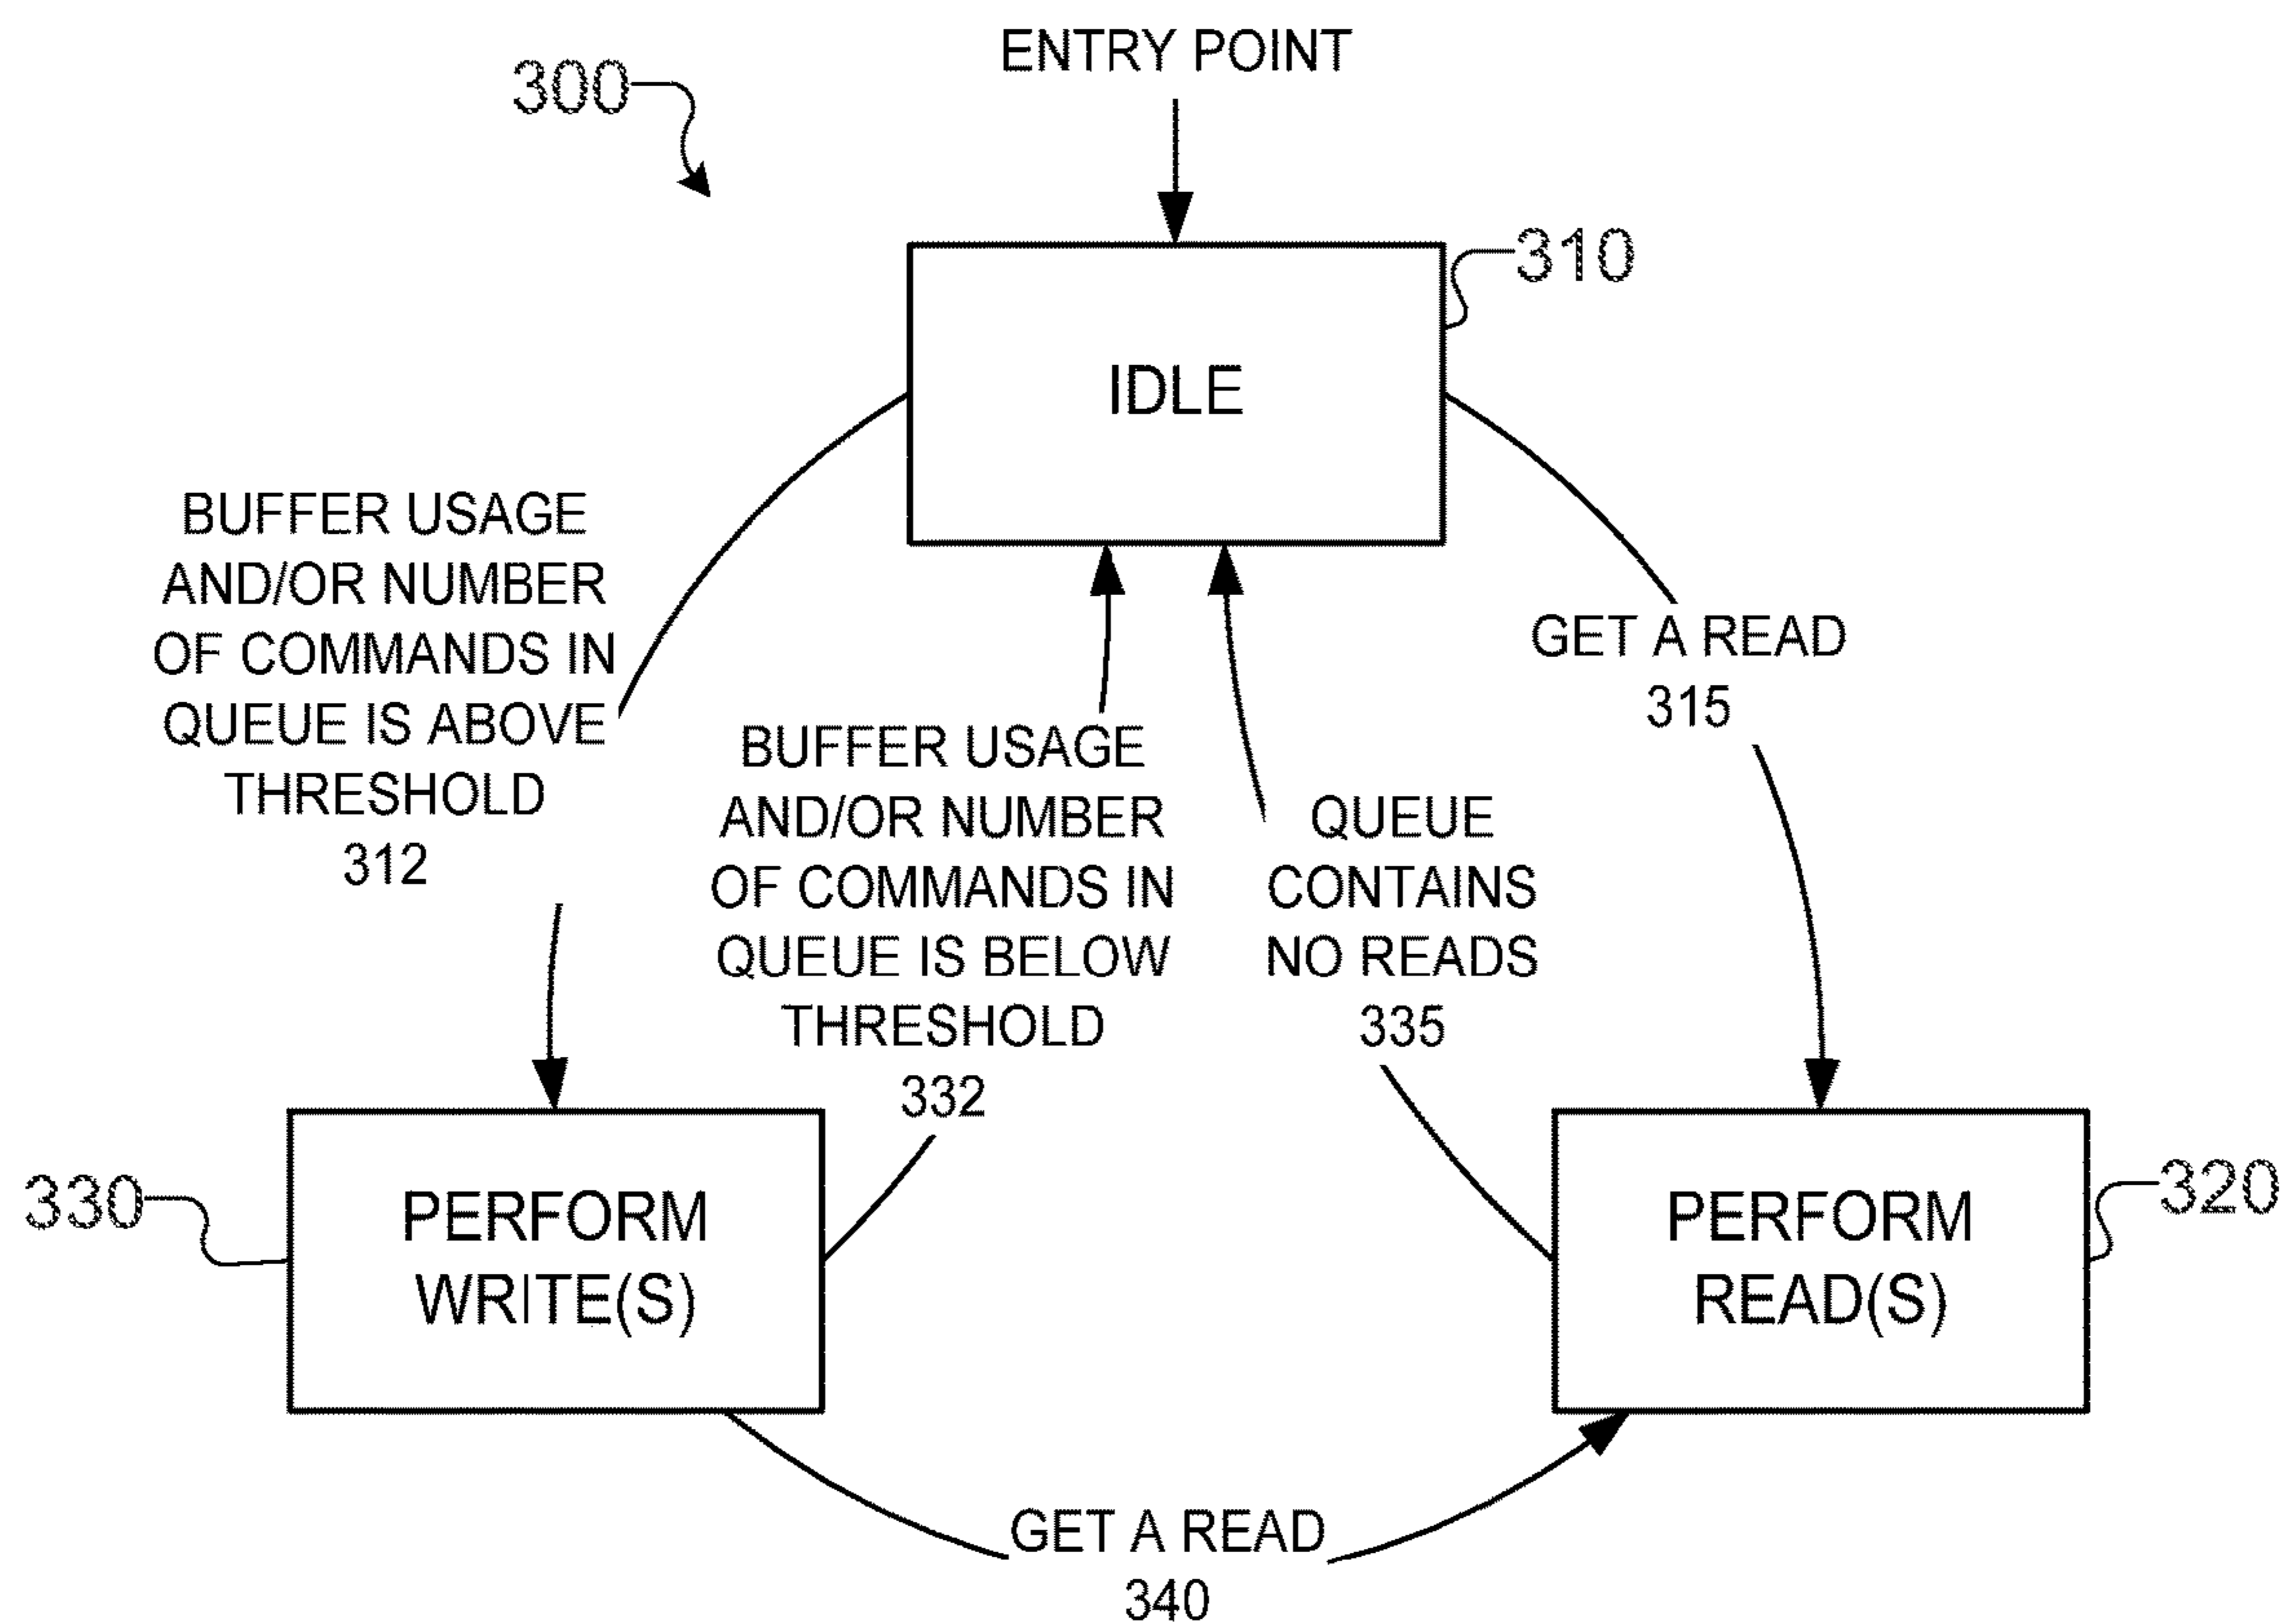 ENTRY POINT
300
310
IDLE
BUFFER USAGE
AND/OR NUMBER
OF COMMANDS IN
QUEUE IS ABOVE
THRESHOLD
312
GET A READ
315
BUFFER USAGE
AND/OR NUMBER
OF COMMANDS IN
QUEUE IS BELOW
THRESHOLD
332
QUEUE
CONTAINS
NO READS
335
330
PERFORM
WRITE(S)
PERFORM
READ(S)
320
GET A READ
340